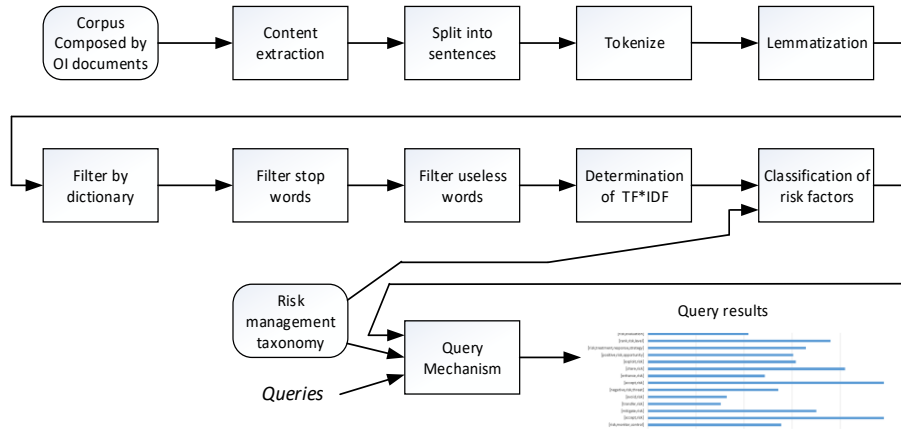 Corpus
Composed by
OI documents
Content
extraction
Split into
sentences
Tokenize
Lemmatization
Filter by
dictionary
Filter stop
words
Filter useless
words
Determination
of TF*IDF
Classification of
risk factors
Risk
management
taxonomy
Queries
Query
Mechanism
Query results